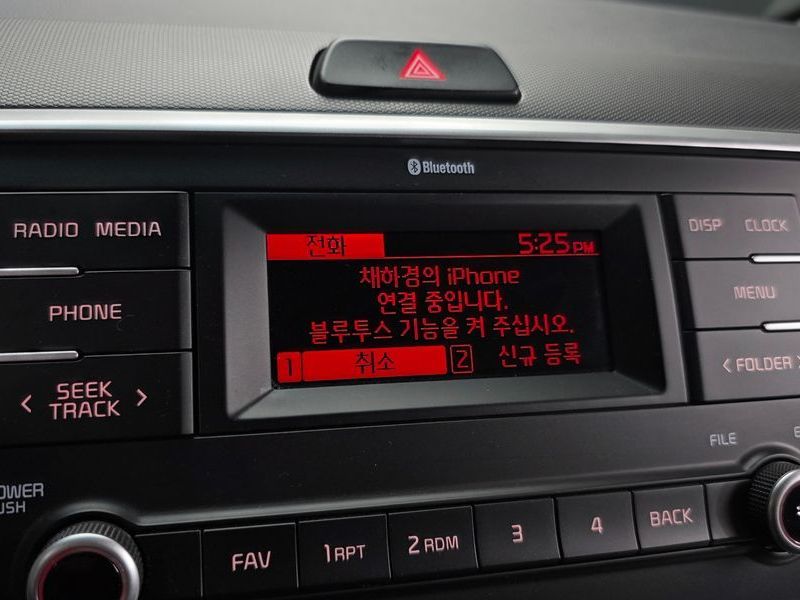 Bluetooth
RADIO MEDIA
DISP CLOCK
전화 5:25 PM
채하경의 iPhone
연결 중입니다.
블루투스 기능을 켜 주십시오.
1 취소 2 신규 등록
PHONE
MENU
< SEEK TRACK >
< FOLDER >
FILE
FAV
1 RPT
2 RDM
3
4
BACK